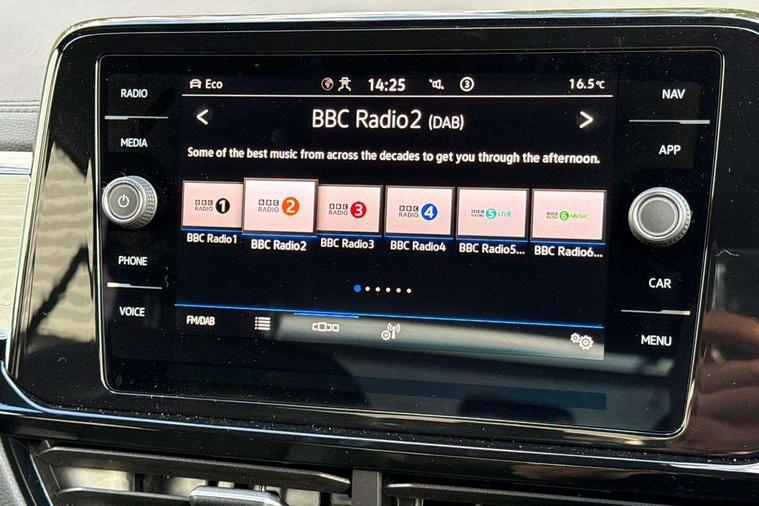 RADIO
MEDIA
PHONE
VOICE
Eco
14:25
3
16.5°C
BBC Radio2 (DAB)
Some of the best music from across the decades to get you through the afternoon.
BBC RADIO 1
BBC RADIO 2
BBC RADIO 3
BBC RADIO 4
BBC RADIO 5 LIVE
BBC RADIO 6 MUSIC
BBC Radio1
BBC Radio2
BBC Radio3
BBC Radio4
BBC Radio5...
BBC Radio6...
FM/DAB
NAV
APP
CAR
MENU